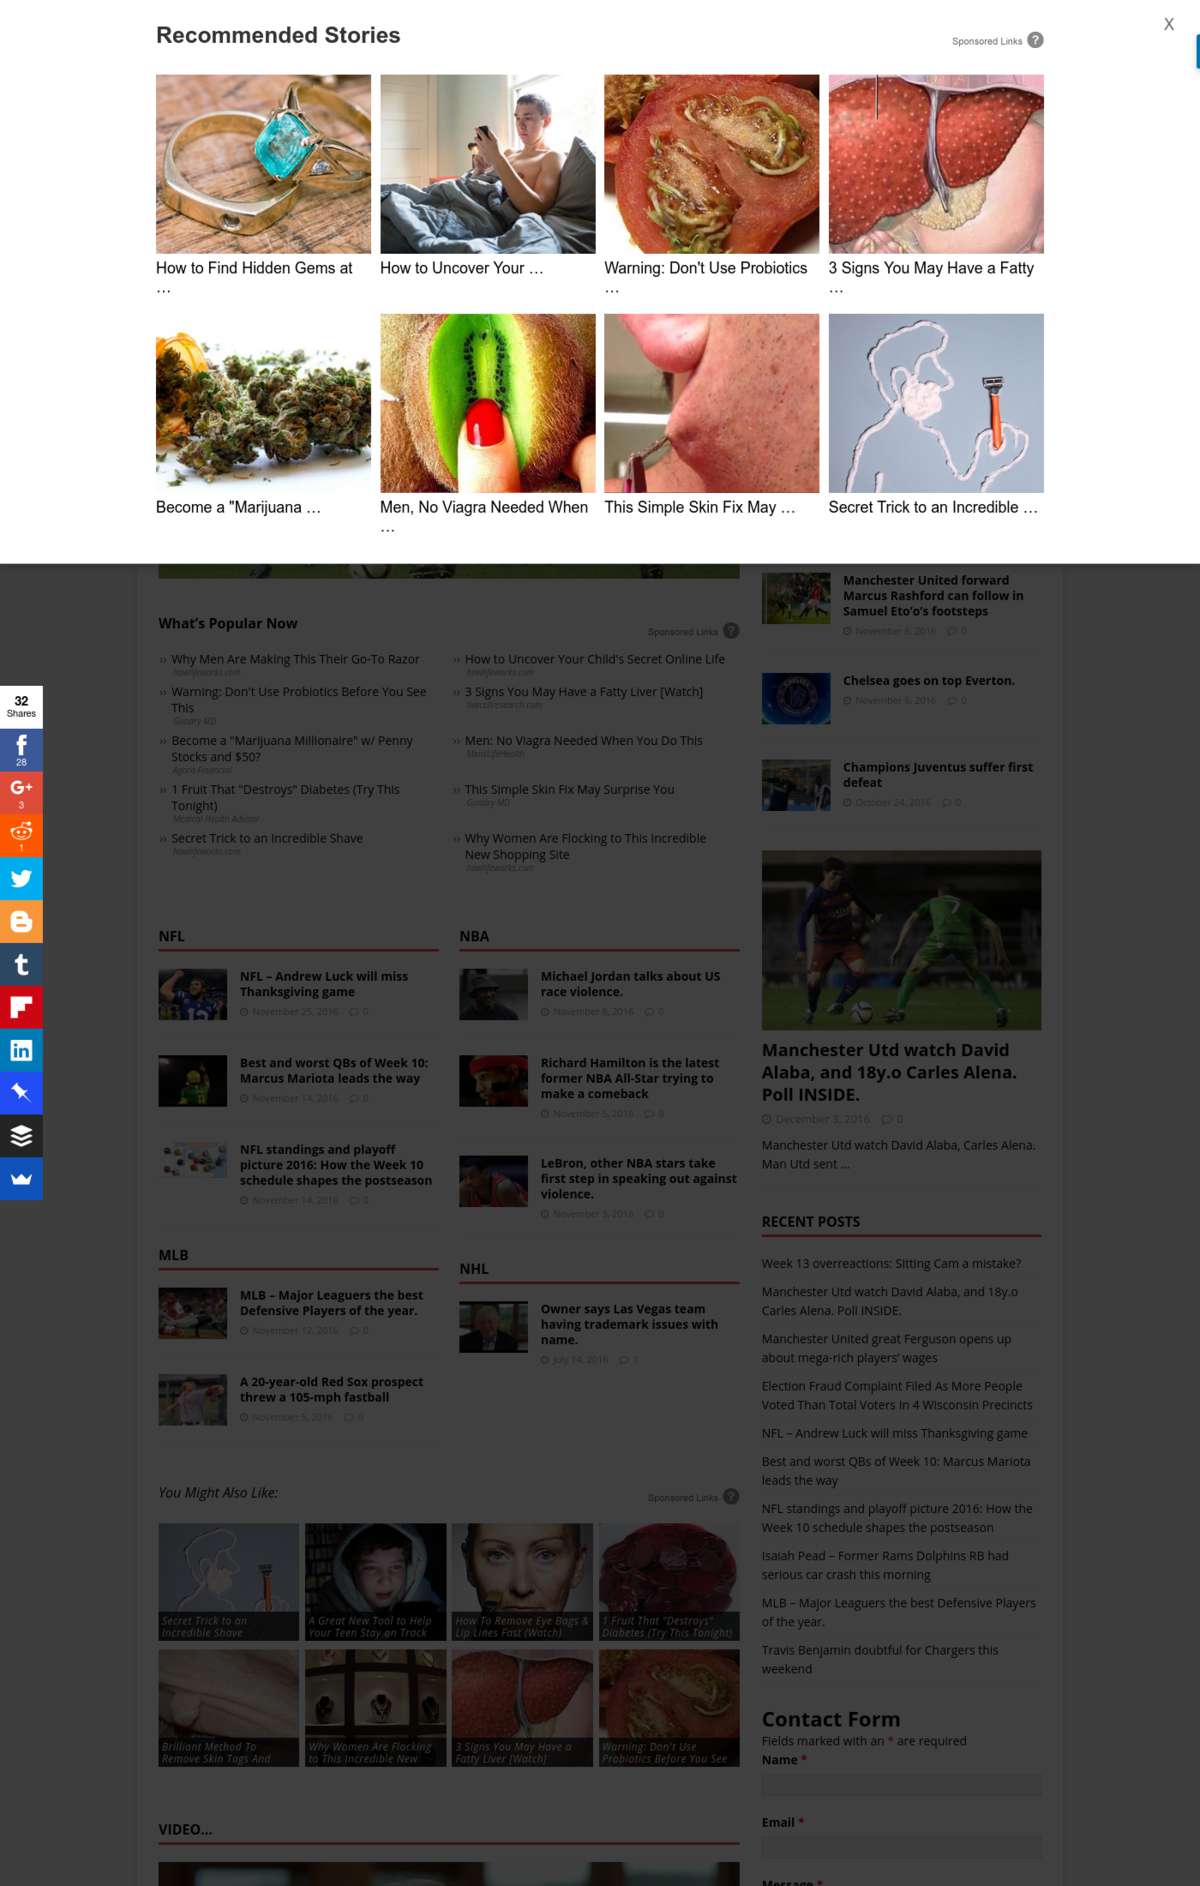 Recommended Stories
Sponsored Links ?
X
How to Find Hidden Gems at
...
How to Uncover Your ...
Warning: Don't Use Probiotics
...
3 Signs You May Have a Fatty
...
Become a "Marijuana ...
Men, No Viagra Needed When
...
This Simple Skin Fix May ...
Secret Trick to an Incredible ...
32
Shares
28
3
1
What's Popular Now
Sponsored Links ?
Why Men Are Making This Their Go-To Razor
howlifeworks.com
Warning: Don't Use Probiotics Before You See
This
Gundry MD
Become a "Marijuana Millionaire" w/ Penny
Stocks and $50?
Agora Financial
1 Fruit That "Destroys" Diabetes (Try This
Tonight)
Medical Health Advisor
Secret Trick to an Incredible Shave
howlifeworks.com
How to Uncover Your Child's Secret Online Life
howlifeworks.com
3 Signs You May Have a Fatty Liver [Watch]
Men: No Viagra Needed When You Do This
MensLifeHealth
This Simple Skin Fix May Surprise You
Gundry MD
Why Women Are Flocking to This Incredible
New Shopping Site
howlifeworks.com
NFL
NFL – Andrew Luck will miss
Thanksgiving game
November 25, 2016 0
Best and worst QBs of Week 10:
Marcus Mariota leads the way
November 14, 2016 0
NFL standings and playoff
picture 2016: How the Week 10
schedule shapes the postseason
November 14, 2016 0
NBA
Michael Jordan talks about US
race violence.
November 8, 2016 0
Richard Hamilton is the latest
former NBA All-Star trying to
make a comeback
November 5, 2016 0
LeBron, other NBA stars take
first step in speaking out against
violence.
November 5, 2016 0
MLB
MLB – Major Leaguers the best
Defensive Players of the year.
November 12, 2016 0
A 20-year-old Red Sox prospect
threw a 105-mph fastball
November 5, 2016 0
NHL
Owner says Las Vegas team
having trademark issues with
name.
July 14, 2016 1
You Might Also Like:
Sponsored Links ?
Secret Trick to an
Incredible Shave
A Great New Tool to Help
Your Teen Stay on Track
How To Remove Eye Bags &
Lip Lines Fast (Watch)
1 Fruit That "Destroys"
Diabetes (Try This Tonight)
Brilliant Method To
Remove Skin Tags And
Why Women Are Flocking
to This Incredible New
3 Signs You May Have a
Fatty Liver [Watch]
Warning: Don't Use
Probiotics Before You See
VIDEO...
Manchester United forward
Marcus Rashford can follow in
Samuel Eto'o's footsteps
November 6, 2016 0
Chelsea goes on top Everton.
November 6, 2016 0
Champions Juventus suffer first
defeat
October 24, 2016 0
Manchester Utd watch David
Alaba, and 18y.o Carles Alena.
Poll INSIDE.
December 3, 2016 0
Manchester Utd watch David Alaba, Carles Alena.
Man Utd sent ...
RECENT POSTS
Week 13 overreactions: Sitting Cam a mistake?
Manchester Utd watch David Alaba, and 18y.o
Carles Alena. Poll INSIDE.
Manchester United great Ferguson opens up
about mega-rich players' wages
Election Fraud Complaint Filed As More People
Voted Than Total Voters In 4 Wisconsin Precincts
NFL – Andrew Luck will miss Thanksgiving game
Best and worst QBs of Week 10: Marcus Mariota
leads the way
NFL standings and playoff picture 2016: How the
Week 10 schedule shapes the postseason
Isaiah Pead – Former Rams Dolphins RB had
serious car crash this morning
MLB – Major Leaguers the best Defensive Players
of the year.
Travis Benjamin doubtful for Chargers this
weekend
Contact Form
Fields marked with an * are required
Name *
Email *
Message *